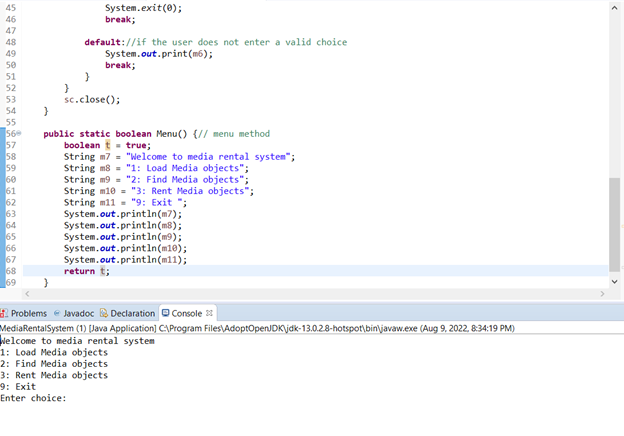 45 System.exit(0);
46 break;
47
48 default://if the user does not enter a valid choice
49 System.out.print(m6);
50 break;
51 }
52 }
53 sc.close();
54 }
55
56 public static boolean Menu() {// menu method
57 boolean t = true;
58 String m7 = "Welcome to media rental system";
59 String m8 = "1: Load Media objects";
60 String m9 = "2: Find Media objects";
61 String m10 = "3: Rent Media objects";
62 String m11 = "9: Exit ";
63 System.out.println(m7);
64 System.out.println(m8);
65 System.out.println(m9);
66 System.out.println(m10);
67 System.out.println(m11);
68 return t;
69 }
Problems Javadoc Declaration Console
MediaRentalSystem (1) [Java Application] C:\Program Files\AdoptOpenJDK\jdk-13.0.2.8-hotspot\bin\javaw.exe (Aug 9, 2022, 8:34:19 PM)
Welcome to media rental system
1: Load Media objects
2: Find Media objects
3: Rent Media objects
9: Exit
Enter choice: